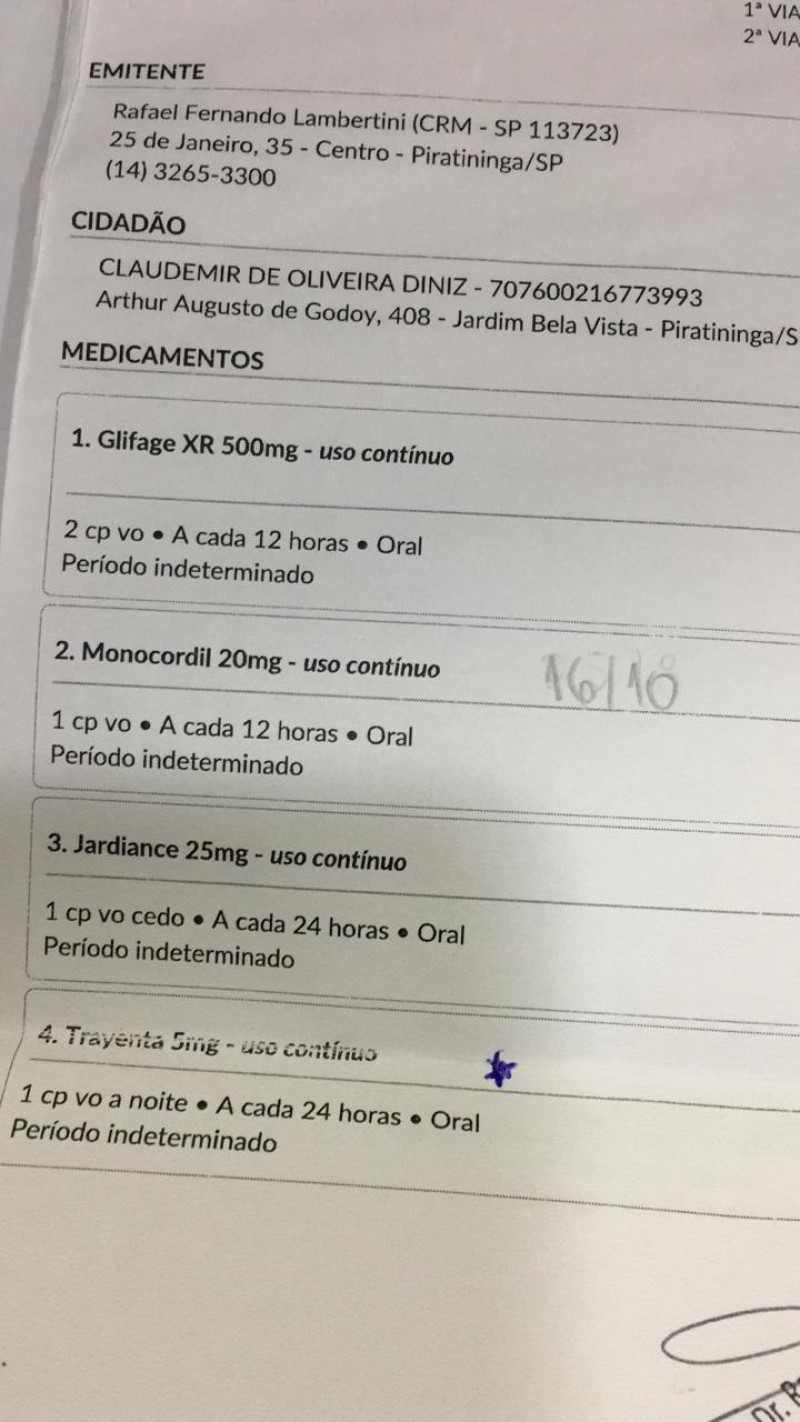 1ª VIA
2ª VIA
EMITENTE
Rafael Fernando Lambertini (CRM - SP 113723)
25 de Janeiro, 35 - Centro - Piratininga/SP
(14) 3265-3300
CIDADÃO
CLAUDEMIR DE OLIVEIRA DINIZ - 707600216773993
Arthur Augusto de Godoy, 408 - Jardim Bela Vista - Piratininga/S
MEDICAMENTOS
1. Glifage XR 500mg - uso contínuo
2 cp vo • A cada 12 horas • Oral
Período indeterminado
2. Monocordil 20mg - uso contínuo
16/10
1 cp vo • A cada 12 horas • Oral
Período indeterminado
3. Jardiance 25mg - uso contínuo
1 cp vo cedo • A cada 24 horas • Oral
Período indeterminado
4. Trayenta 5mg - uso contínuo
1 cp vo a noite • A cada 24 horas • Oral
Período indeterminado
Dr.